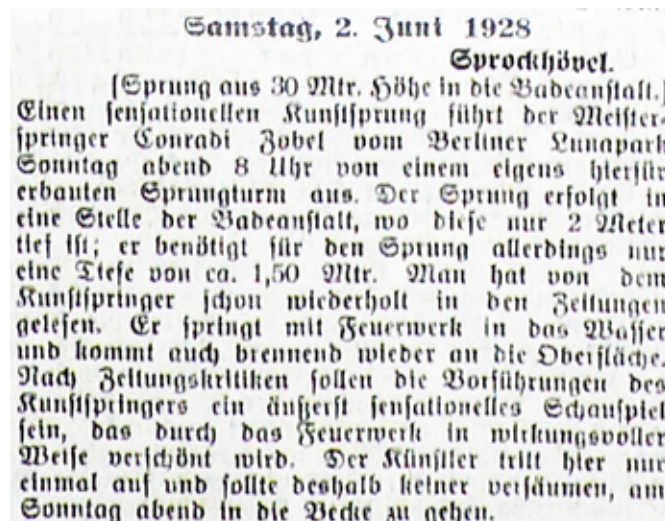 Samstag, 2. Juni 1928
Sprockhövel.
[Sprung aus 30 Mtr. Höhe in die Badeanstalt.]
Einen sensationellen Kunstsprung führt der Meister-
springer Conradi Zobel vom Berliner Lunapark
Sonntag abend 8 Uhr von einem eigens hierfür
erbauten Sprungturm aus. Der Sprung erfolgt in
eine Stelle der Badeanstalt, wo diese nur 2 Meter
tief ist; er benötigt für den Sprung allerdings nur
eine Tiefe von ca. 1,50 Mtr. Man hat von dem
Kunstspringer schon wiederholt in den Zeitungen
gelesen. Er springt mit Feuerwerk in das Wasser
und kommt auch brennend wieder an die Oberfläche.
Nach Zeitungskritiken sollen die Vorführungen des
Kunstspringers ein äußerst sensationelles Schauspiel
sein, das durch das Feuerwerk in wirkungsvoller
Weise verschönt wird. Der Künstler tritt hier nur
einmal auf und sollte deshalb keiner versäumen, am
Sonntag abend in die Becke zu gehen.